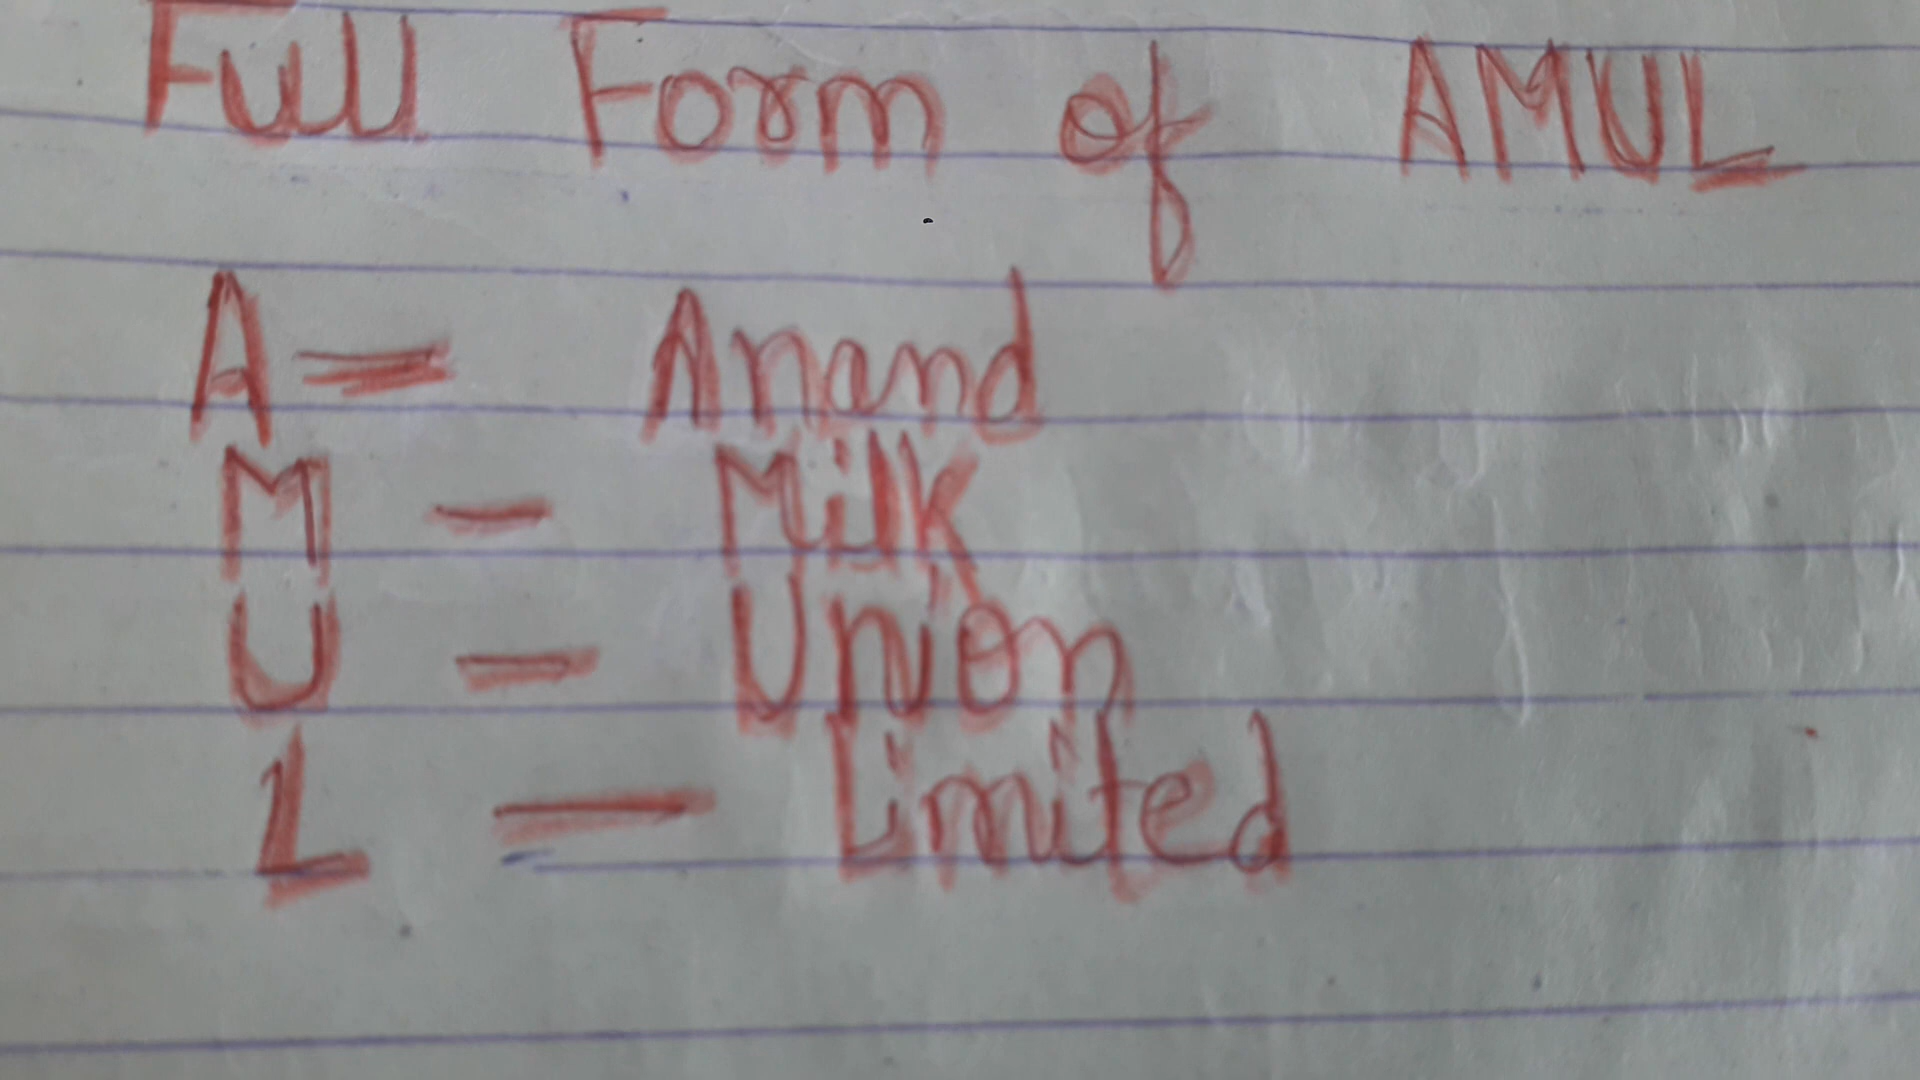 Full Form of AMUL
A= Anand
M - Milk
U - Union
L - Limited